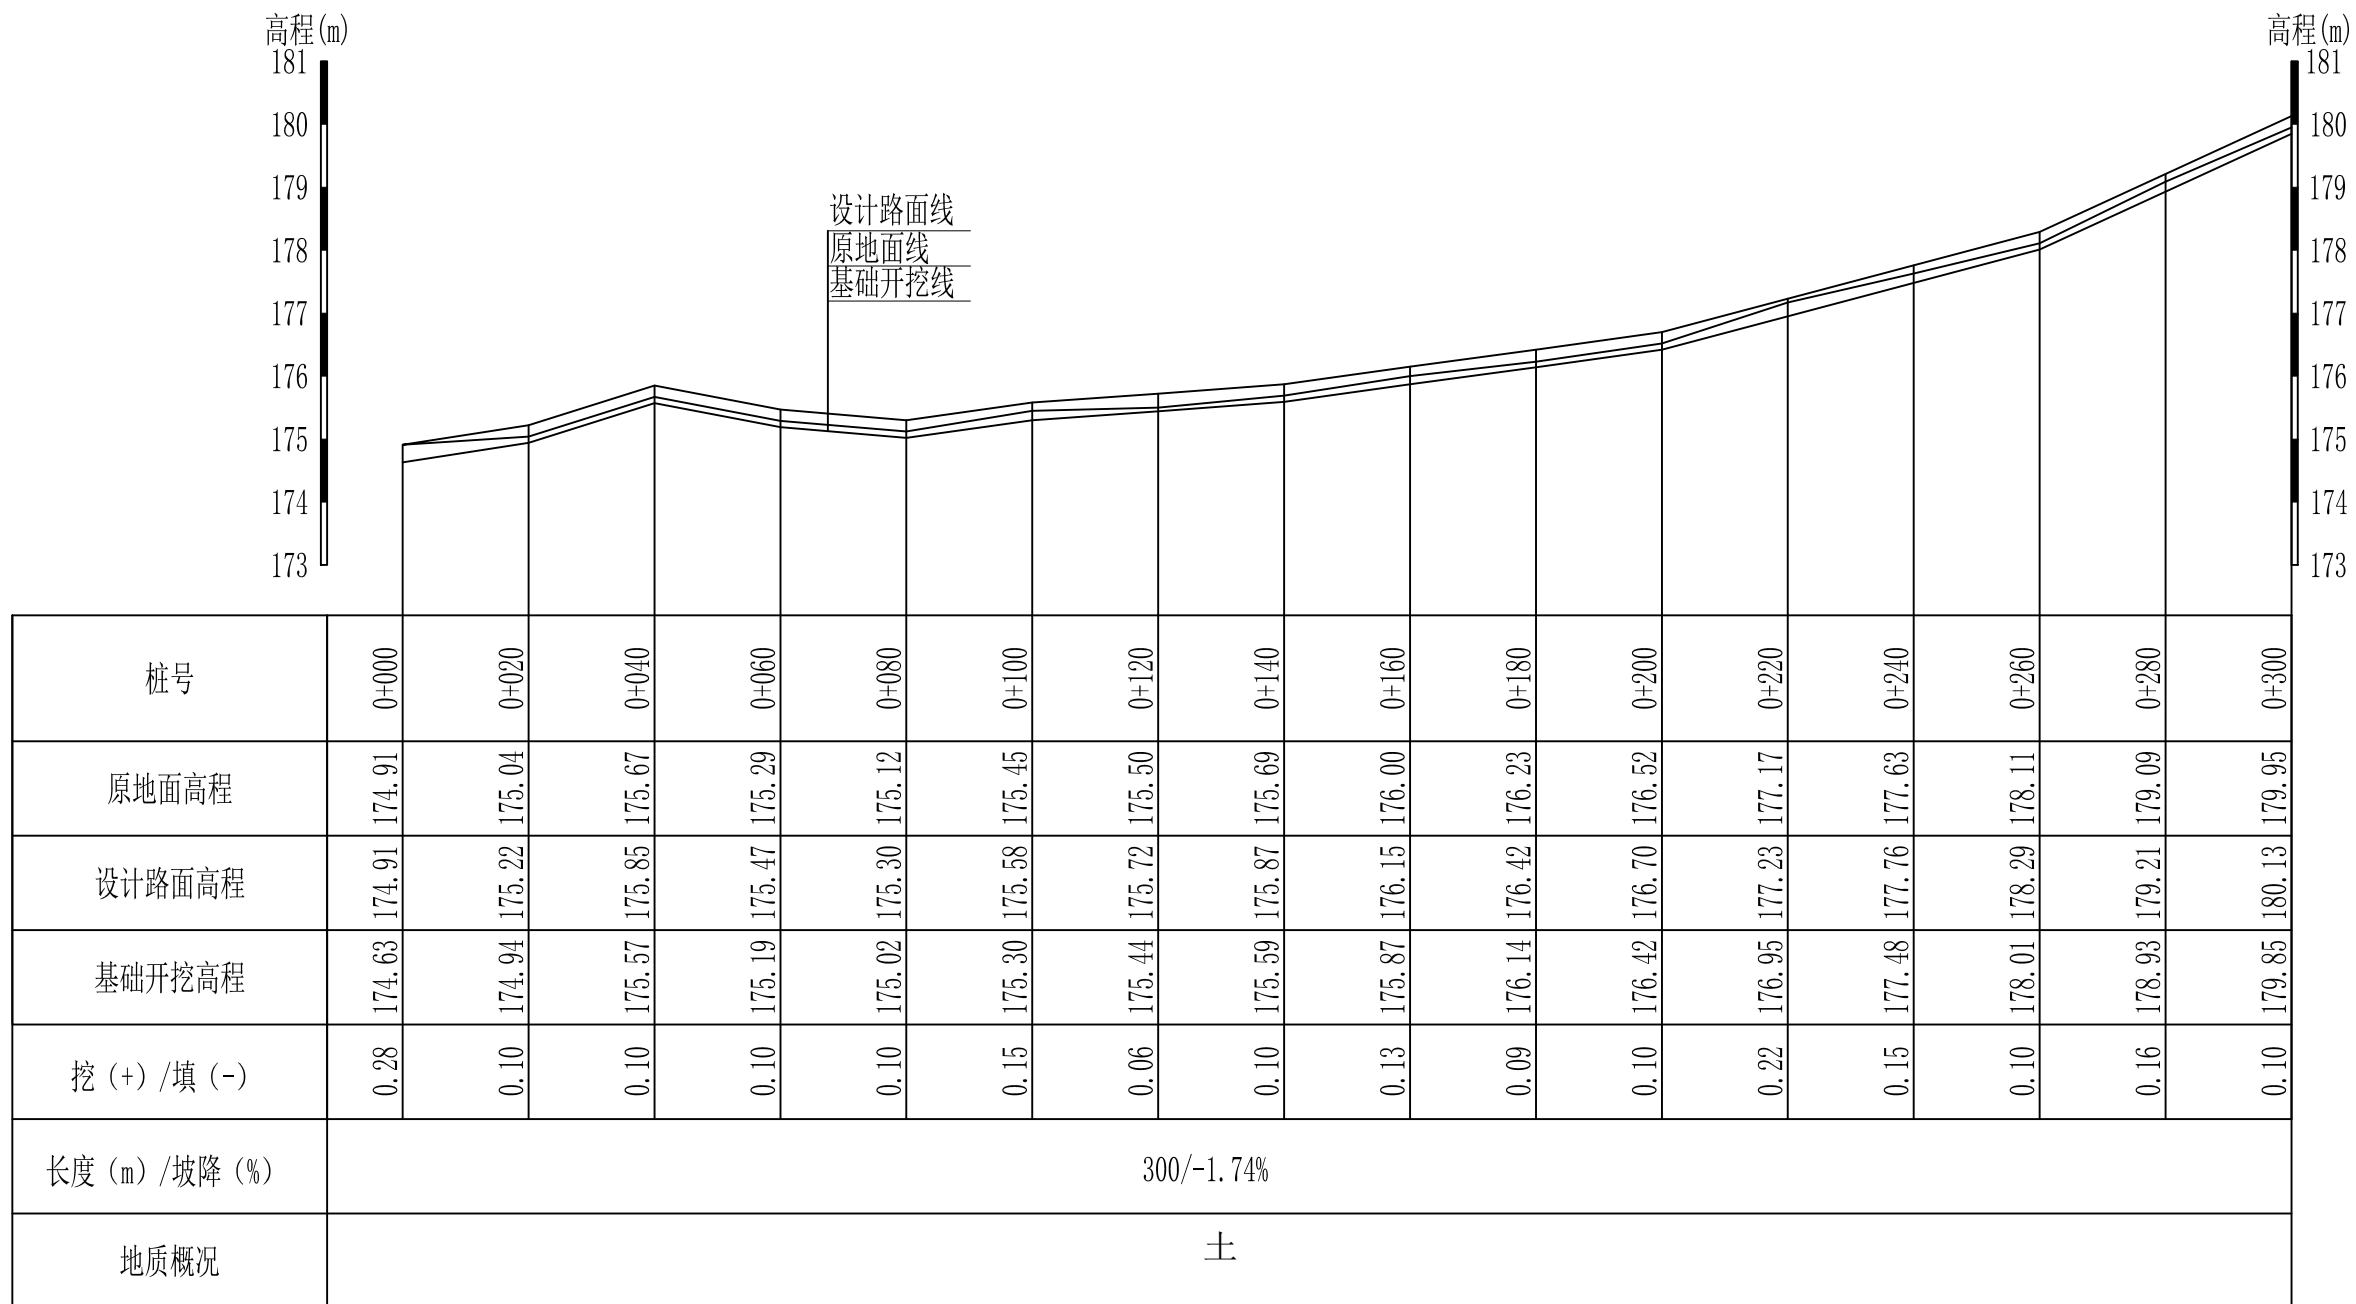 高程(m)
高程(m)
181
180
179
178
177
176
175
174
173
181
180
179
178
177
176
175
174
173
设计路面线
原地面线
基础开挖线
桩号 0+000 0+020 0+040 0+060 0+080 0+100 0+120 0+140 0+160 0+180 0+200 0+220 0+240 0+260 0+280 0+300
原地面高程 174.91 175.04 175.67 175.29 175.12 175.45 175.50 175.69 176.00 176.23 176.52 177.17 177.63 178.11 179.09 179.95
设计路面高程 174.91 175.22 175.85 175.47 175.30 175.58 175.72 175.87 176.15 176.42 176.70 177.23 177.76 178.29 179.21 180.13
基础开挖高程 174.63 174.94 175.57 175.19 175.02 175.30 175.44 175.59 175.87 176.14 176.42 176.95 177.48 178.01 178.93 179.85
挖(+)/填(-) 0.28 0.10 0.10 0.10 0.10 0.15 0.06 0.10 0.13 0.09 0.10 0.22 0.15 0.10 0.16 0.10
长度(m)/坡降(%) 300/-1.74%
地质概况 土